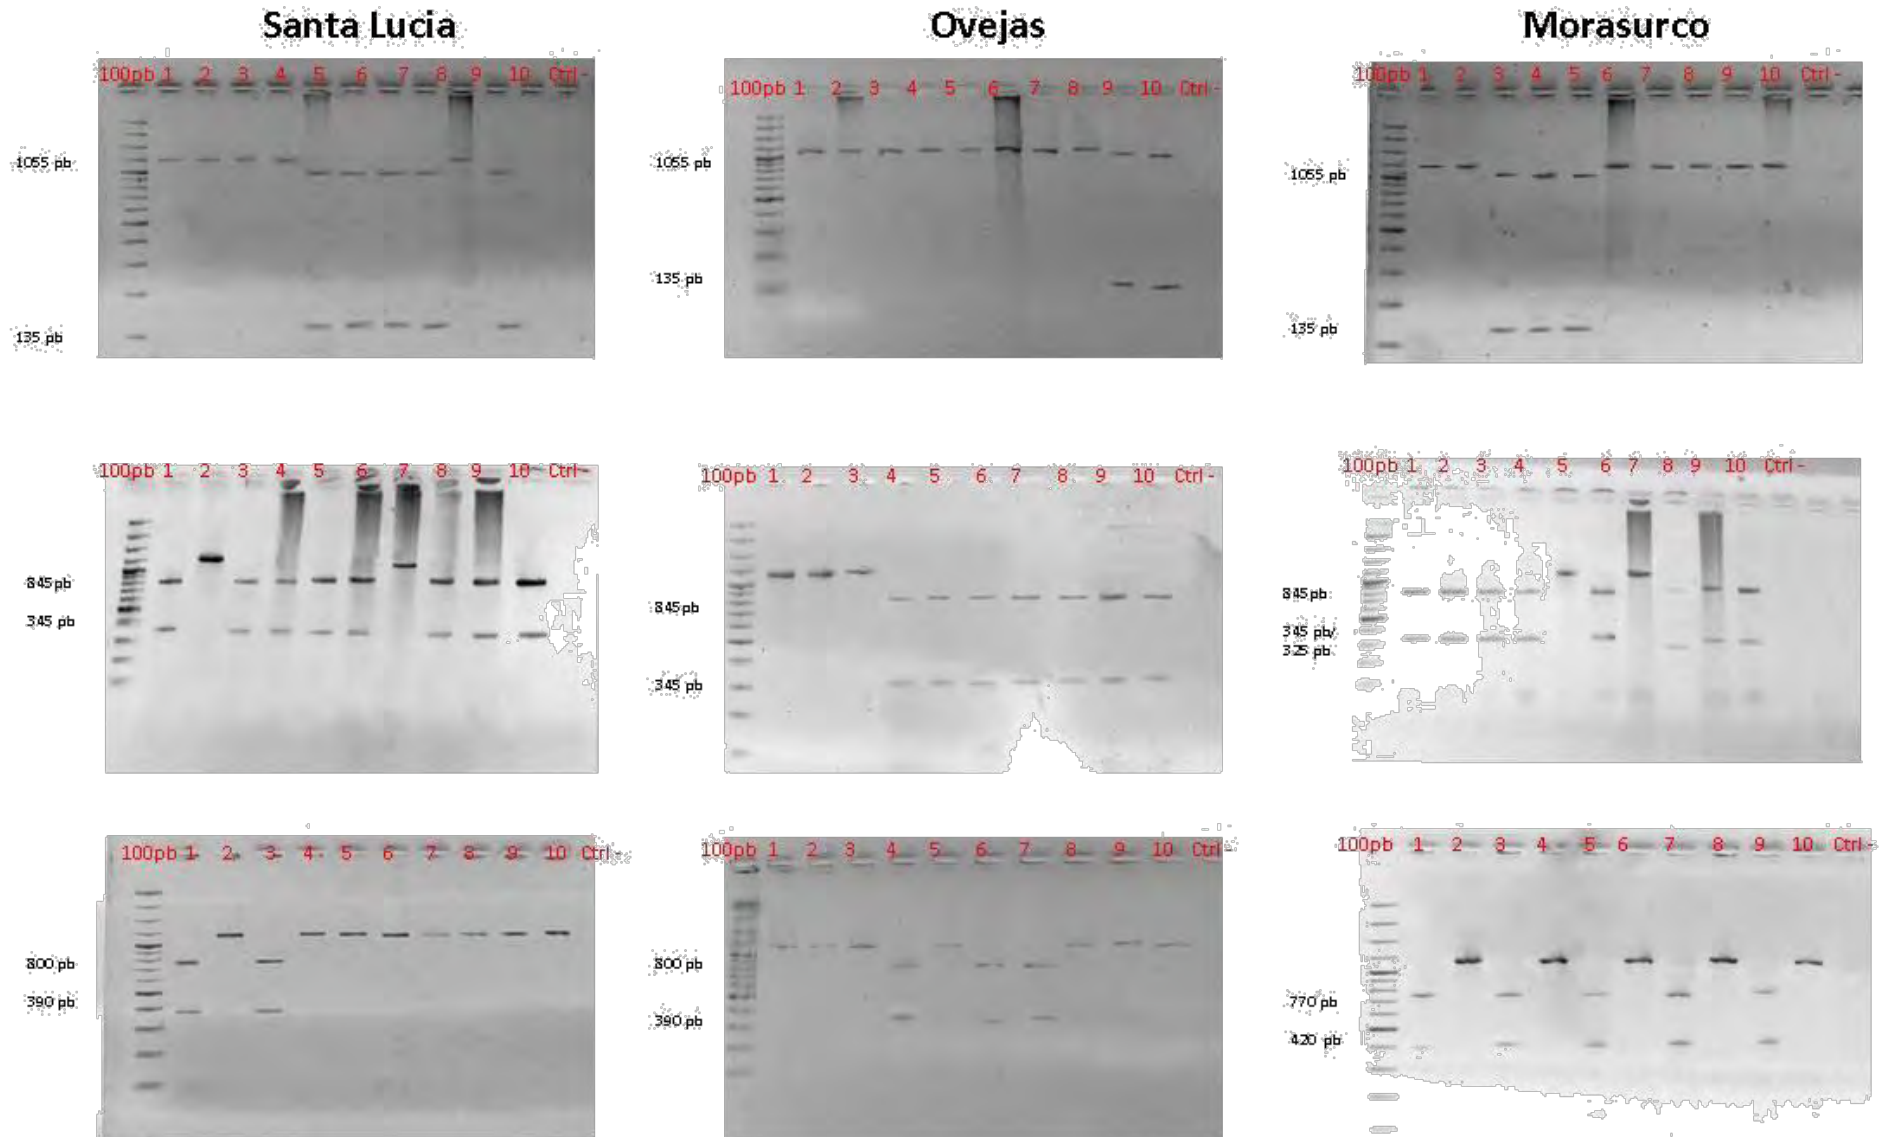 Santa Lucia
Ovejas
Morasurco
100pb 1 2 3 4 5 6 7 8 9 10 Ctrl -
1055 pb
135 pb
100pb 1 2 3 4 5 6 7 8 9 10 Ctrl -
1055 pb
135 pb
100pb 1 2 3 4 5 6 7 8 9 10 Ctrl -
1055 pb
135 pb
100pb 1 2 3 4 5 6 7 8 9 10 Ctrl -
845pb
345 pb
100pb 1 2 3 4 5 6 7 8 9 10 Ctrl -
845pb
345 pb
100pb 1 2 3 4 5 6 7 8 9 10 Ctrl -
845pb
345 pb/
325 pb
100pb 1 2 3 4 5 6 7 8 9 10 Ctrl -
800 pb
390 pb
100pb 1 2 3 4 5 6 7 8 9 10 Ctrl -
800 pb
390 pb
100pb 1 2 3 4 5 6 7 8 9 10 Ctrl -
770 pb
420 pb